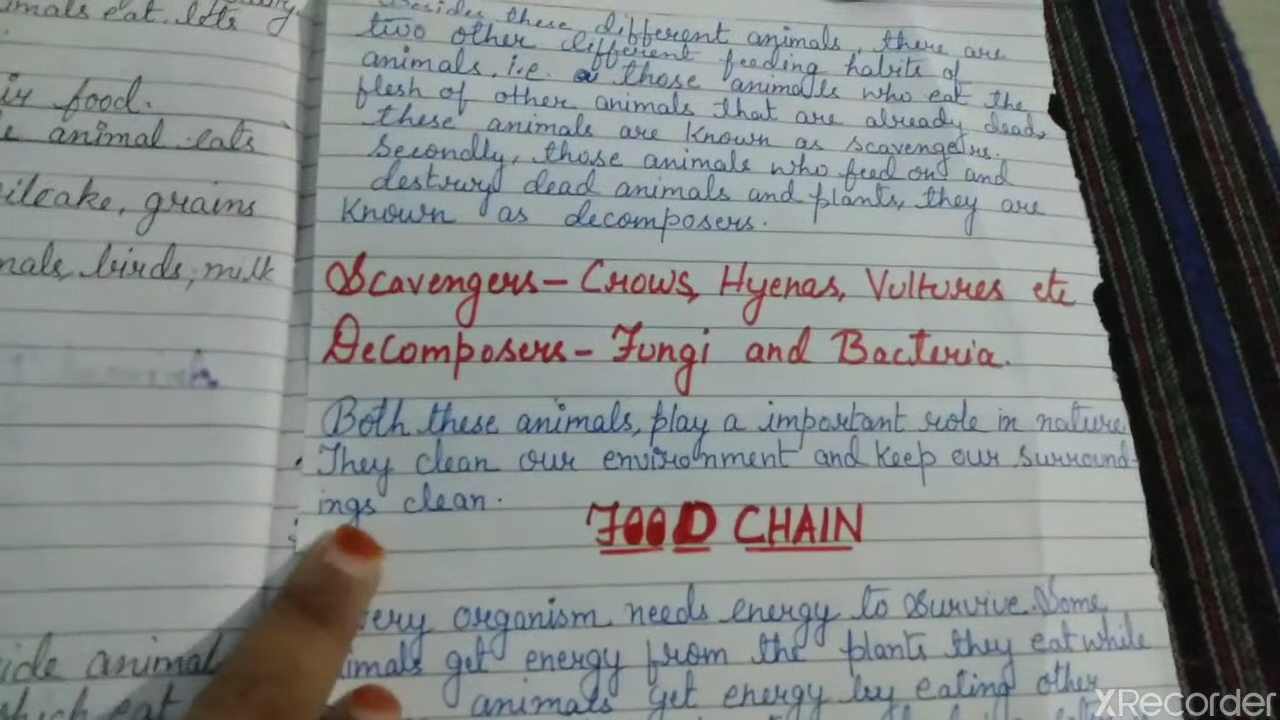 imals eat. lots
ir food.
animal eats
ilcake, grains
nals, birds, milk
ide animal
which eat
Besides these different animals, there are
two other different feeding habits of
animals, i.e. those animals who eat the
flesh of other animals that are already dead,
these animals are known as scavengers.
Secondly, those animals who feed on and
destroy dead animals and plants, they are
known as decomposers.
Scavengers- Crows, Hyenas, Vultures etc
Decomposers- Fungi and Bacteria.
Both these animals, play a important role in nature
They clean our environment and keep our surround-
ings clean.
FOOD CHAIN
very organism needs energy to survive. Some
imals get energy from the plants they eat while
animals get energy by eating other
XRecorder